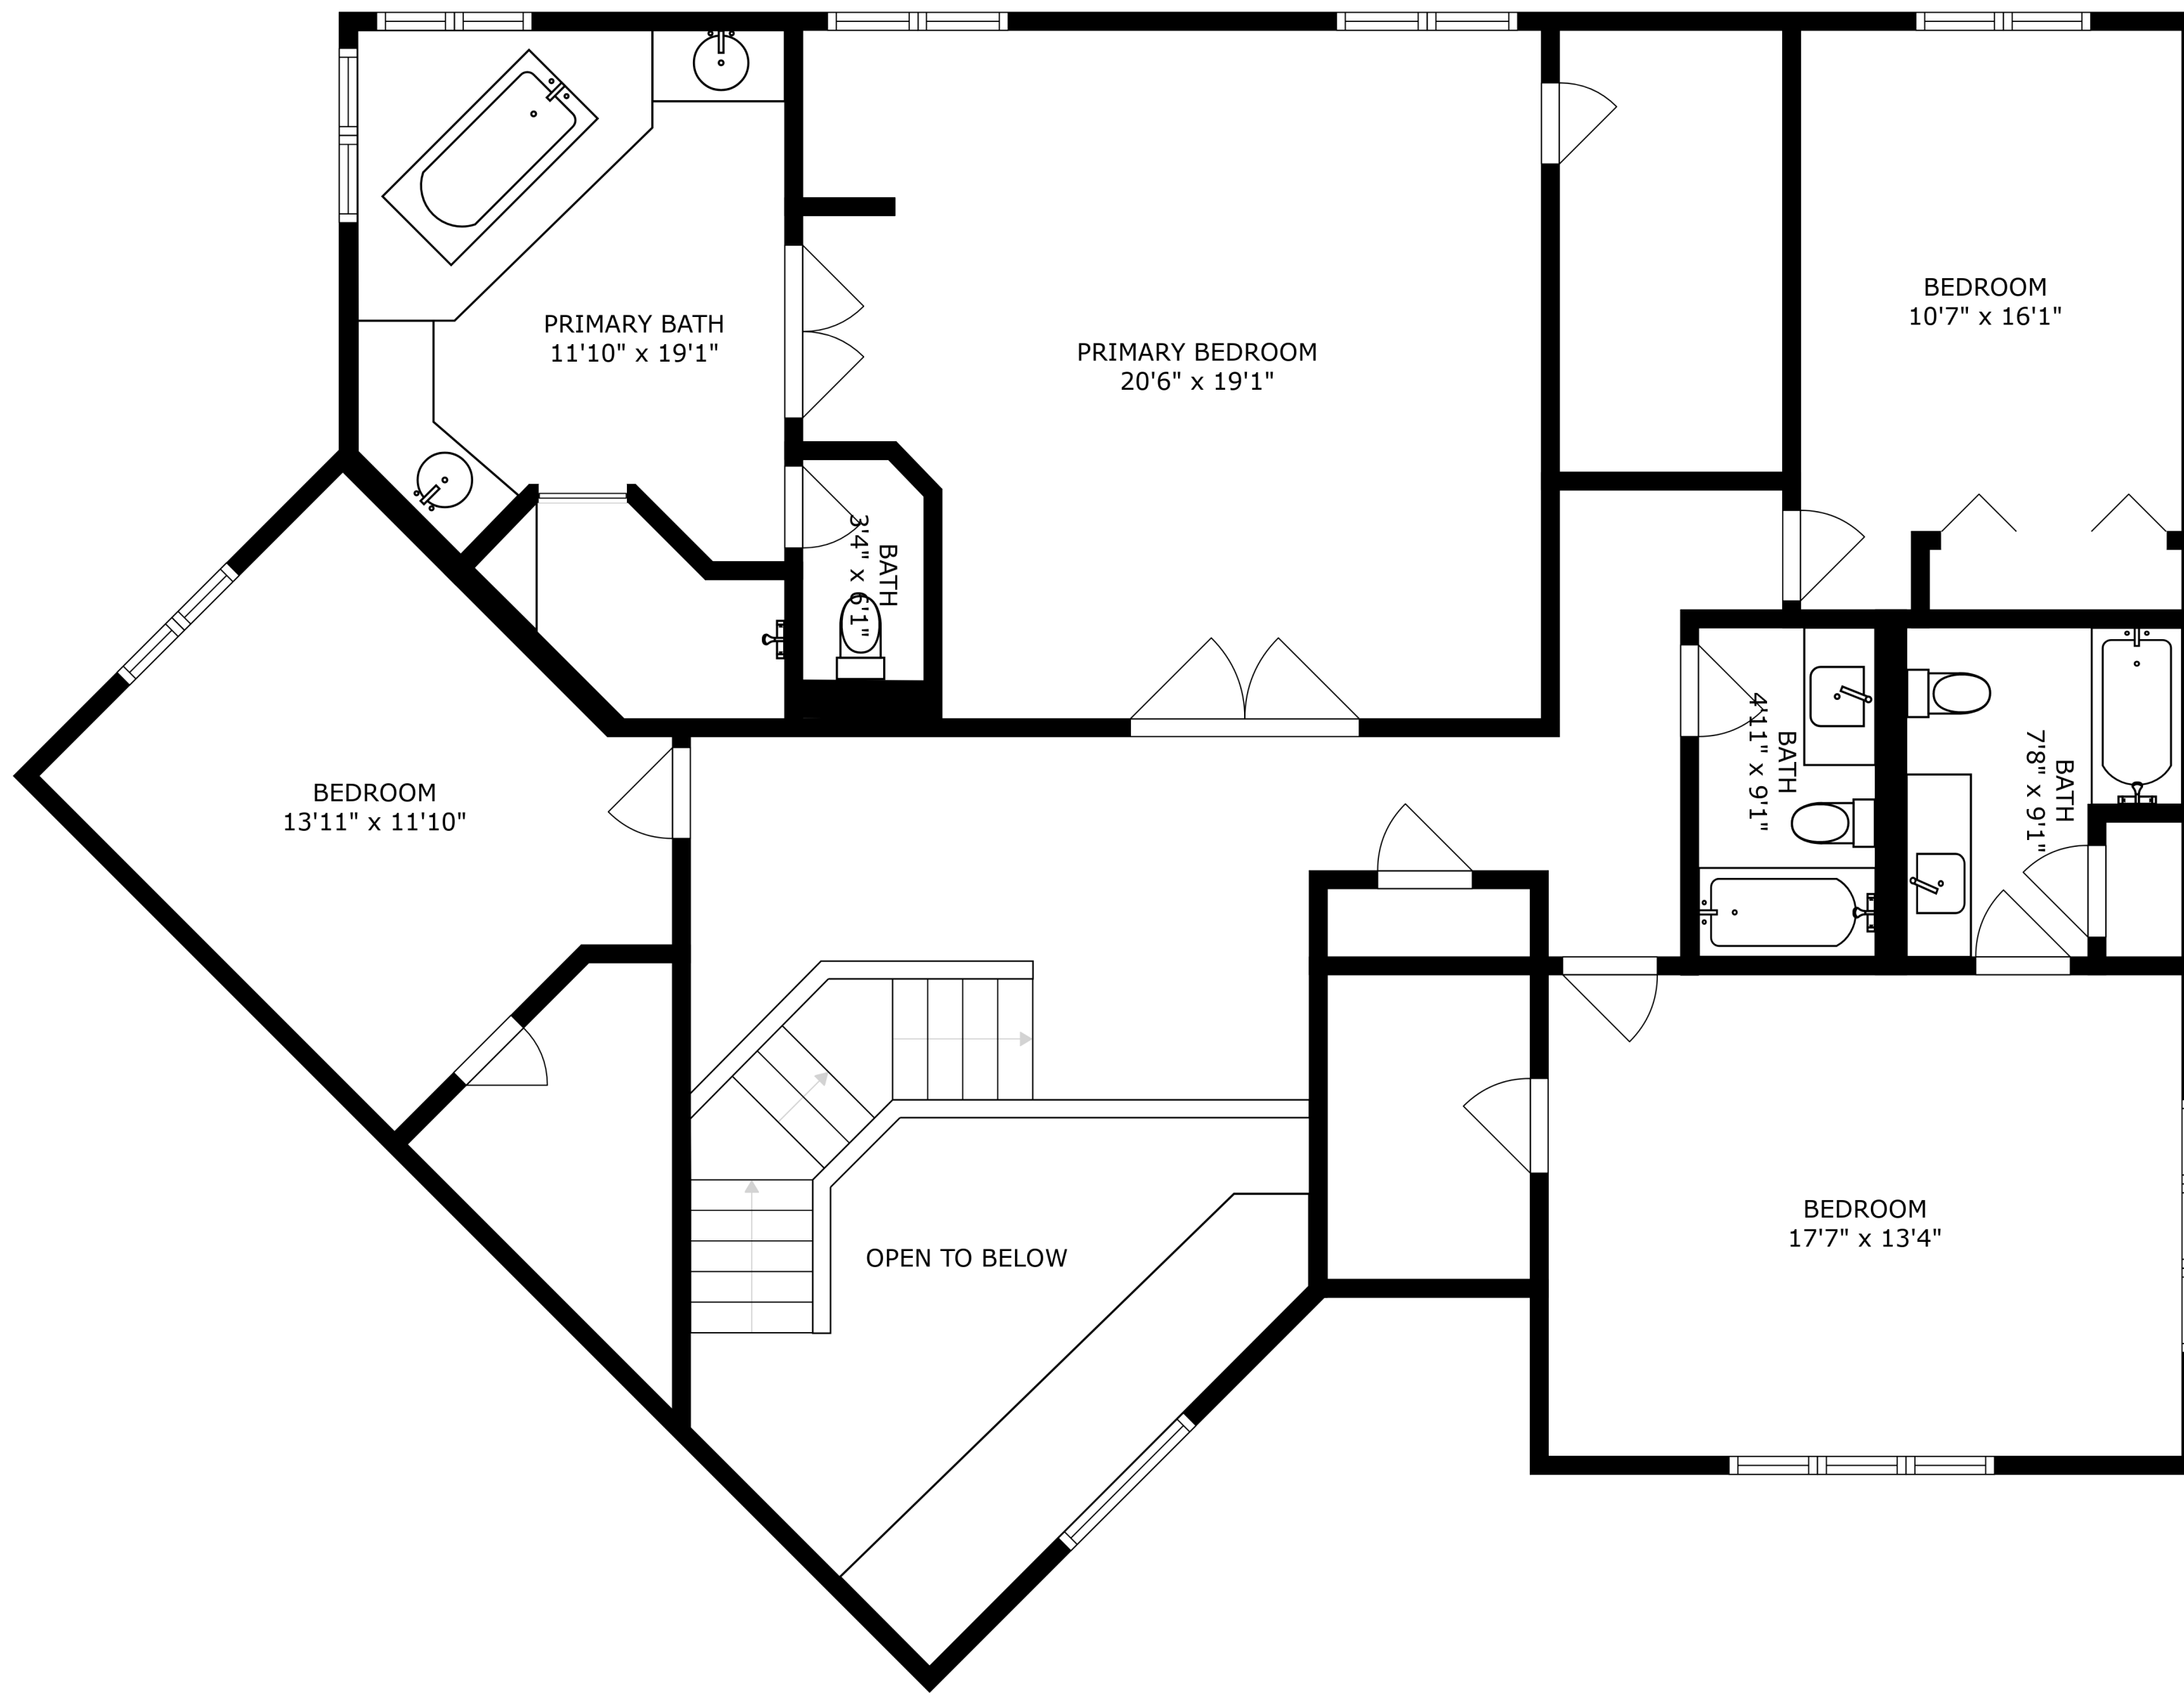 BEDROOM
10'7" x 16'1"
PRIMARY BATH
11'10" x 19'1"
PRIMARY BEDROOM
20'6" x 19'1"
BATH
3'4" x 6'1"
BEDROOM
13'11" x 11'10"
BATH
4'11" x 9'1"
BATH
7'8" x 9'1"
BEDROOM
17'7" x 13'4"
OPEN TO BELOW